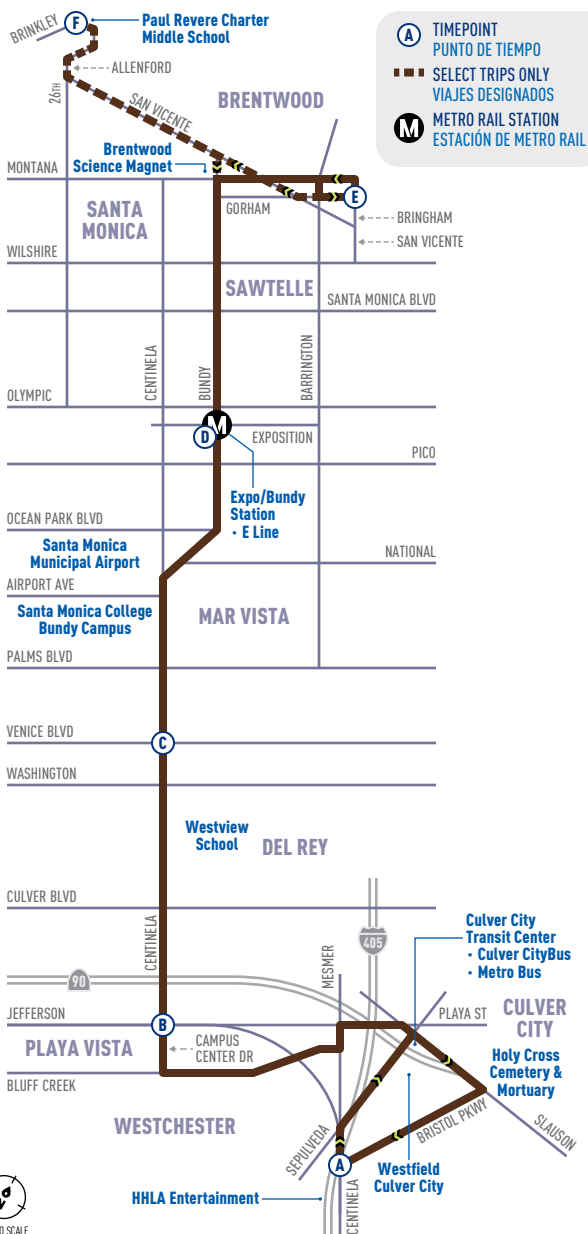 BRINKLEY
F
Paul Revere Charter
Middle School
A
TIMEPOINT
PUNTO DE TIEMPO
SELECT TRIPS ONLY
VIAJES DESIGNADOS
M
METRO RAIL STATION
ESTACIÓN DE METRO RAIL
ALLENFORD
26TH
SAN VICENTE
BRENTWOOD
Brentwood
Science Magnet
MONTANA
E
GORHAM
SANTA
MONICA
BRINGHAM
SAN VICENTE
WILSHIRE
SAWTELLE
SANTA MONICA BLVD
CENTINELA
BUNDY
BARRINGTON
OLYMPIC
M
D
EXPOSITION
PICO
Expo/Bundy
Station
• E Line
OCEAN PARK BLVD
Santa Monica
Municipal Airport
NATIONAL
AIRPORT AVE
Santa Monica College
Bundy Campus
MAR VISTA
PALMS BLVD
VENICE BLVD
C
WASHINGTON
Westview
School
DEL REY
CULVER BLVD
CENTINELA
MESMER
405
Culver City
Transit Center
• Culver CityBus
• Metro Bus
90
JEFFERSON
B
PLAYA ST
CULVER
CITY
PLAYA VISTA
CAMPUS
CENTER DR
BLUFF CREEK
Holy Cross
Cemetery &
Mortuary
WESTCHESTER
SEPULVEDA
BRISTOL PKWY
SLAUSON
A
Westfield
Culver City
HHLA Entertainment
CENTINELA
O SCALE